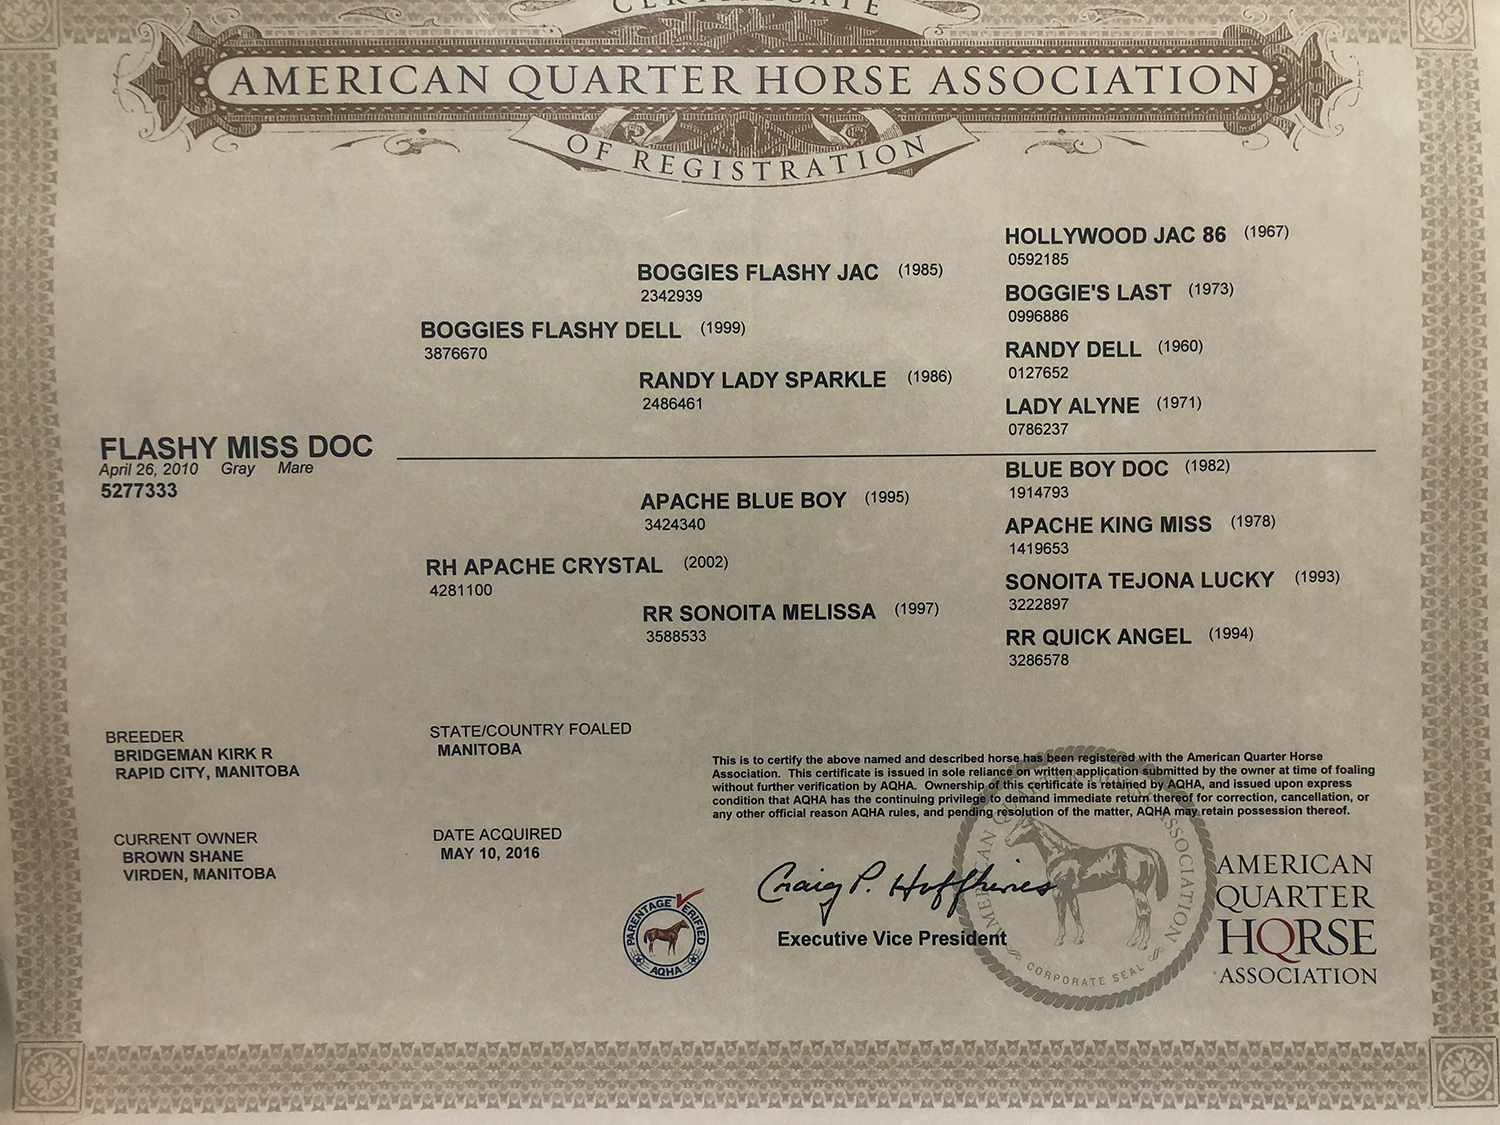 CERTIFICATE
AMERICAN QUARTER HORSE ASSOCIATION
OF REGISTRATION
HOLLYWOOD JAC 86 (1967)
0592185
BOGGIES FLASHY JAC (1985)
2342939
BOGGIE'S LAST (1973)
0996886
BOGGIES FLASHY DELL (1999)
3876670
RANDY DELL (1960)
0127652
RANDY LADY SPARKLE (1986)
2486461
LADY ALYNE (1971)
0786237
FLASHY MISS DOC
April 26, 2010 Gray Mare
5277333
BLUE BOY DOC (1982)
1914793
APACHE BLUE BOY (1995)
3424340
APACHE KING MISS (1978)
1419653
RH APACHE CRYSTAL (2002)
4281100
SONOITA TEJONA LUCKY (1993)
3222897
RR SONOITA MELISSA (1997)
3588533
RR QUICK ANGEL (1994)
3286578
BREEDER
BRIDGEMAN KIRK R
RAPID CITY, MANITOBA
STATE/COUNTRY FOALED
MANITOBA
This is to certify the above named and described horse has been registered with the American Quarter Horse
Association. This certificate is issued in sole reliance on written application submitted by the owner at time of foaling
without further verification by AQHA. Ownership of this certificate is retained by AQHA, and issued upon express
condition that AQHA has the continuing privilege to demand immediate return thereof for correction, cancellation, or
any other official reason AQHA rules, and pending resolution of the matter, AQHA may retain possession thereof.
CURRENT OWNER
BROWN SHANE
VIRDEN, MANITOBA
DATE ACQUIRED
MAY 10, 2016
PARENTAGE VERIFIED
AQHA
Craig P. Huffhines
Executive Vice President
AMERICAN QUARTER HORSE ASSOCIATION
CORPORATE SEAL
AMERICAN
QUARTER
HORSE
ASSOCIATION